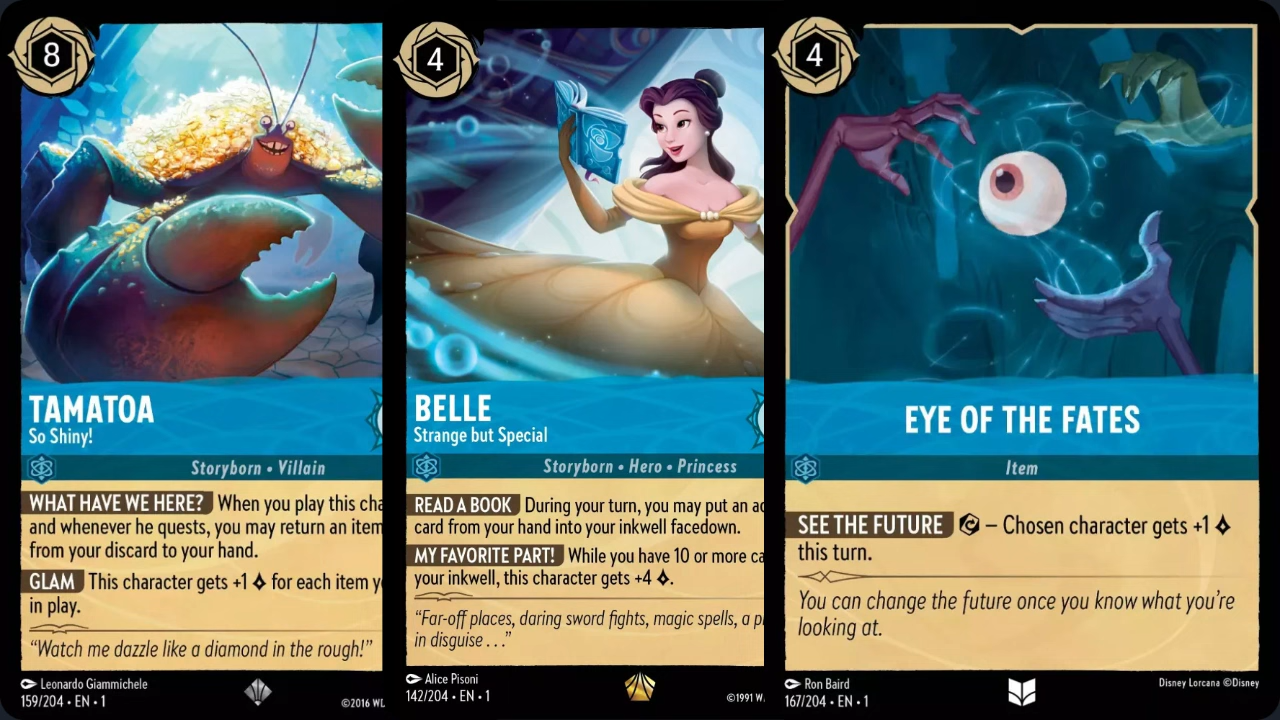 8
TAMATOA
So Shiny!
Storyborn • Villain
WHAT HAVE WE HERE? When you play this
and whenever he quests, you may return an item
from your discard to your hand.
GLAM This character gets +1 for each item
in play.
“Watch me dazzle like a diamond in the rough!”
Leonardo Giammichele
159/204 • EN • 1
©2016
4
BELLE
Strange but Special
Storyborn • Hero • Princess
READ A BOOK During your turn, you may put an
card from your hand into your inkwell facedown.
MY FAVORITE PART! While you have 10 or more
your inkwell, this character gets +4 .
“Far-off places, daring sword fights, magic spells, a
in disguise . . .”
Alice Pisoni
142/204 • EN • 1
©1991
4
EYE OF THE FATES
Item
SEE THE FUTURE – Chosen character gets +1
this turn.
You can change the future once you know what you’re
looking at.
Ron Baird
167/204 • EN • 1
Disney Lorcana ©Disney